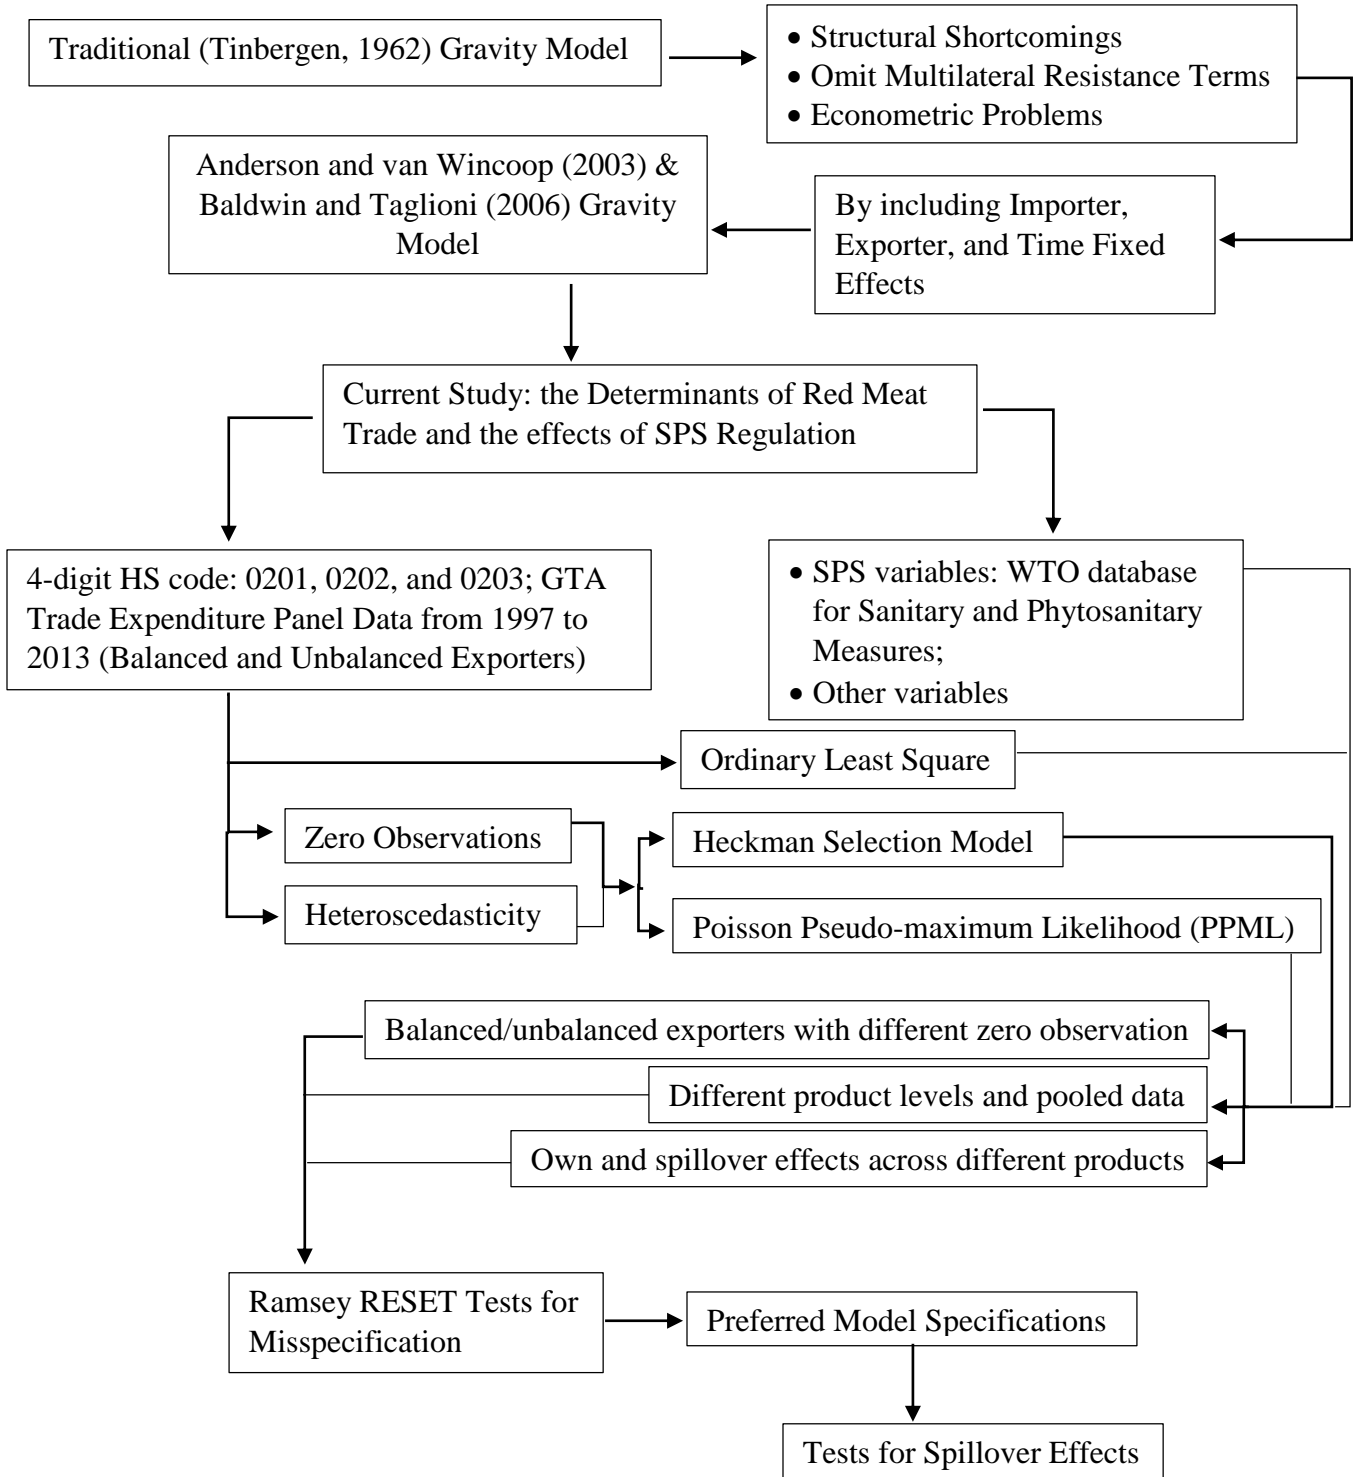 Traditional (Tinbergen, 1962) Gravity Model
• Structural Shortcomings
• Omit Multilateral Resistance Terms
• Econometric Problems
Anderson and van Wincoop (2003) &
Baldwin and Taglioni (2006) Gravity
Model
By including Importer,
Exporter, and Time Fixed
Effects
Current Study: the Determinants of Red Meat
Trade and the effects of SPS Regulation
4-digit HS code: 0201, 0202, and 0203; GTA
Trade Expenditure Panel Data from 1997 to
2013 (Balanced and Unbalanced Exporters)
• SPS variables: WTO database
for Sanitary and Phytosanitary
Measures;
• Other variables
Ordinary Least Square
Zero Observations
Heckman Selection Model
Heteroscedasticity
Poisson Pseudo-maximum Likelihood (PPML)
Balanced/unbalanced exporters with different zero observation
Different product levels and pooled data
Own and spillover effects across different products
Ramsey RESET Tests for
Misspecification
Preferred Model Specifications
Tests for Spillover Effects